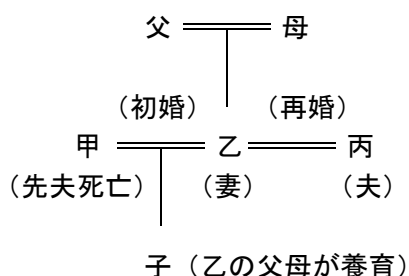 父 母
（初婚） （再婚）
甲 乙 丙
（先夫死亡） （妻） （夫）
子（乙の父母が養育）